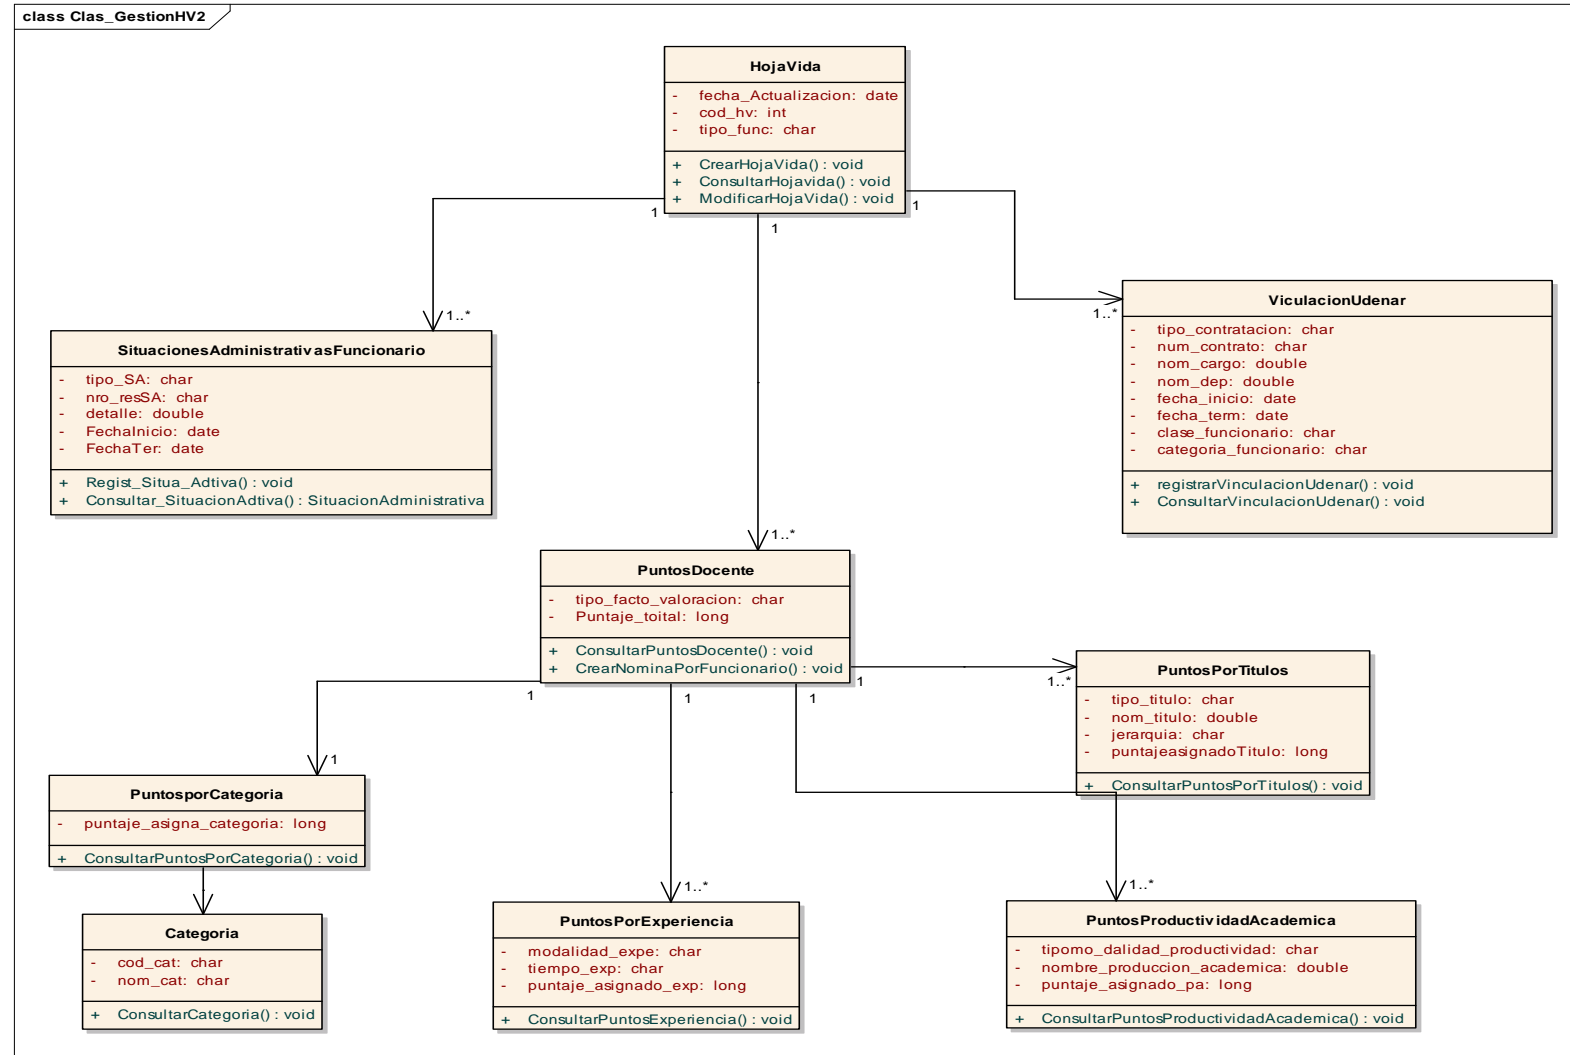 class Clas_GestionHV2
HojaVida
- fecha_Actualizacion: date
- cod_hv: int
- tipo_func: char
+ CrearHojaVida() : void
+ ConsultarHojavida() : void
+ ModificarHojaVida() : void
1
1
1
1..*
1..*
1..*
SituacionesAdministrativasFuncionario
- tipo_SA: char
- nro_resSA: char
- detalle: double
- FechaInicio: date
- FechaTer: date
+ Regist_Situa_Adtiva() : void
+ Consultar_SituacionAdtiva() : SituacionAdministrativa
ViculacionUdenar
- tipo_contratacion: char
- num_contrato: char
- nom_cargo: double
- nom_dep: double
- fecha_inicio: date
- fecha_term: date
- clase_funcionario: char
- categoria_funcionario: char
+ registrarVinculacionUdenar() : void
+ ConsultarVinculacionUdenar() : void
PuntosDocente
- tipo_facto_valoracion: char
- Puntaje_toital: long
+ ConsultarPuntosDocente() : void
+ CrearNominaPorFuncionario() : void
1
1
1
1
1..*
1
1..*
1..*
PuntosPorTitulos
- tipo_titulo: char
- nom_titulo: double
- jerarquia: char
- puntajeasignadoTitulo: long
+ ConsultarPuntosPorTitulos() : void
PuntosporCategoria
- puntaje_asigna_categoria: long
+ ConsultarPuntosPorCategoria() : void
Categoria
- cod_cat: char
- nom_cat: char
+ ConsultarCategoria() : void
PuntosPorExperiencia
- modalidad_expe: char
- tiempo_exp: char
- puntaje_asignado_exp: long
+ ConsultarPuntosExperiencia() : void
PuntosProductividadAcademica
- tipomo_dalidad_productividad: char
- nombre_produccion_academica: double
- puntaje_asignado_pa: long
+ ConsultarPuntosProductividadAcademica() : void